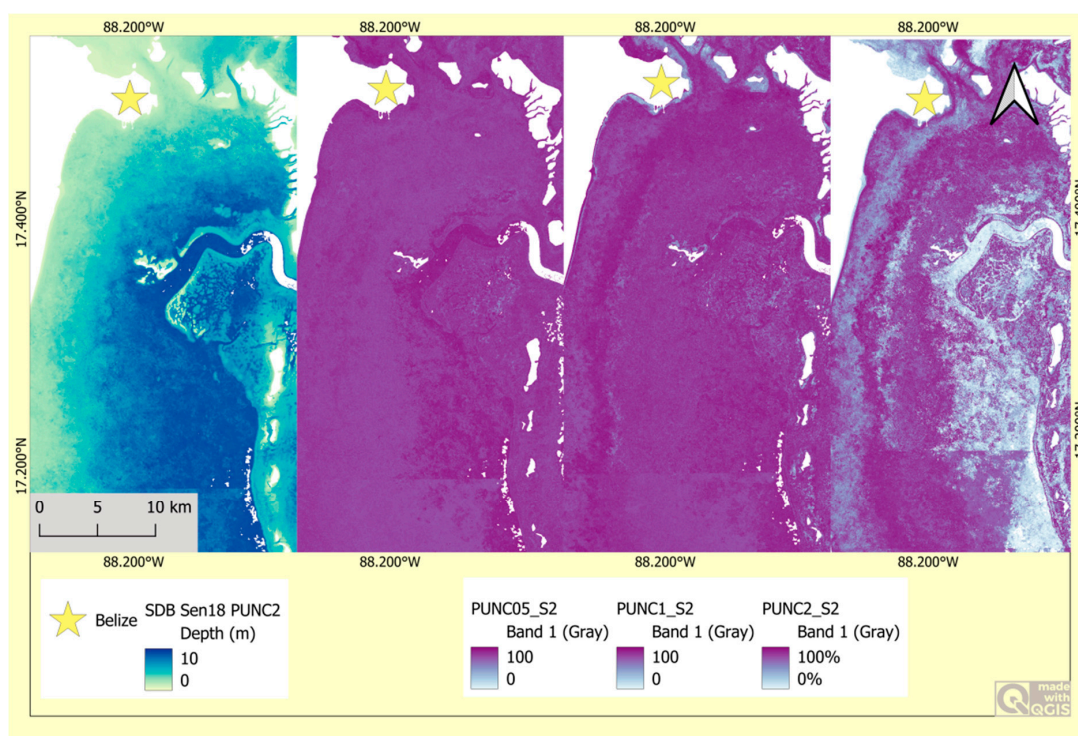 88.200°W 88.200°W 88.200°W 88.200°W
17.400°N
17.200°N
0 5 10 km
88.200°W 88.200°W 88.200°W 88.200°W
Belize
SDB Sen18 PUNC2
Depth (m)
10
0
PUNC05_S2
Band 1 (Gray)
100
0
PUNC1_S2
Band 1 (Gray)
100
0
PUNC2_S2
Band 1 (Gray)
100%
0%
made
with
QGIS